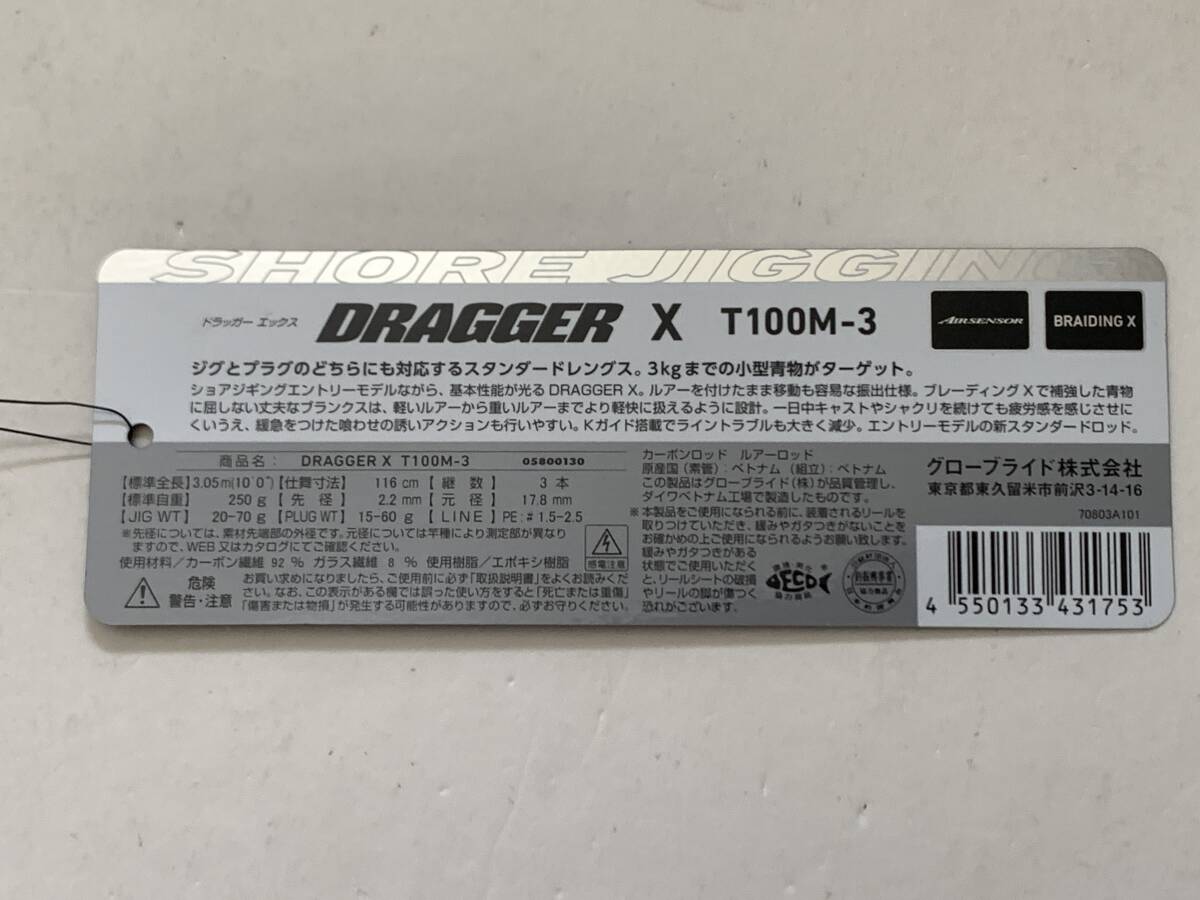 SHORE JIGGING
ドラッガー エックス DRAGGER X T100M-3
AIRSENSOR
BRAIDING X
ジグとプラグのどちらにも対応するスタンダードレングス。3kgまでの小型青物がターゲット。
ショアジギングエントリーモデルながら、基本性能が光るDRAGGER X。ルアーを付けたまま移動も容易な振出仕様。ブレーディングXで補強した青物
に屈しない丈夫なブランクスは、軽いルアーから重いルアーまでより軽快に扱えるように設計。一日中キャストやシャクリを続けても疲労感を感じさせに
くいうえ、緩急をつけた喰わせの誘いアクションも行いやすい。Kガイド搭載でライントラブルも大きく減少。エントリーモデルの新スタンダードロッド。
商品名: DRAGGER X T100M-3 05800130
【標準全長】3.05m(10'0") 【仕舞寸法】 116 cm 【継 数】 3 本
【標準自重】 250 g 【先 径】 2.2 mm 【元 径】 17.8 mm
【JIG WT】 20-70 g 【PLUG WT】 15-60 g 【LINE】 PE:#1.5-2.5
※先径については、素材先端部の外径です。元径については竿種により測定部が異なり
ますので、WEB又はカタログにてご確認ください。
使用材料/カーボン繊維 92 % ガラス繊維 8 % 使用樹脂/エポキシ樹脂
感電注意
危険
警告・注意
お買い求めになりましたら、ご使用前に必ず「取扱説明書」をよくお読みくだ
さい。なお、この表示がある欄では誤った使い方をすると「死亡または重傷」
「傷害または物損」が発生する可能性がありますので、必ずお守りください。
カーボンロッド ルアーロッド
原産国(素管):ベトナム(組立):ベトナム
この製品はグローブライド(株)が品質管理し、
ダイワベトナム工場で製造したものです。
※本製品をご使用になられる前に、装着されるリールを
取りつけていただき、緩みやガタつきがないことを
お確かめの上ご使用になられるようお願い致します。
緩みやガタつきがある
状態でご使用いただく
と、リールシートの破損
やリールの脚が傷つく
恐れがございます。
ECO
グローブライド株式会社
東京都東久留米市前沢3-14-16
70803A101
4 550133 431753